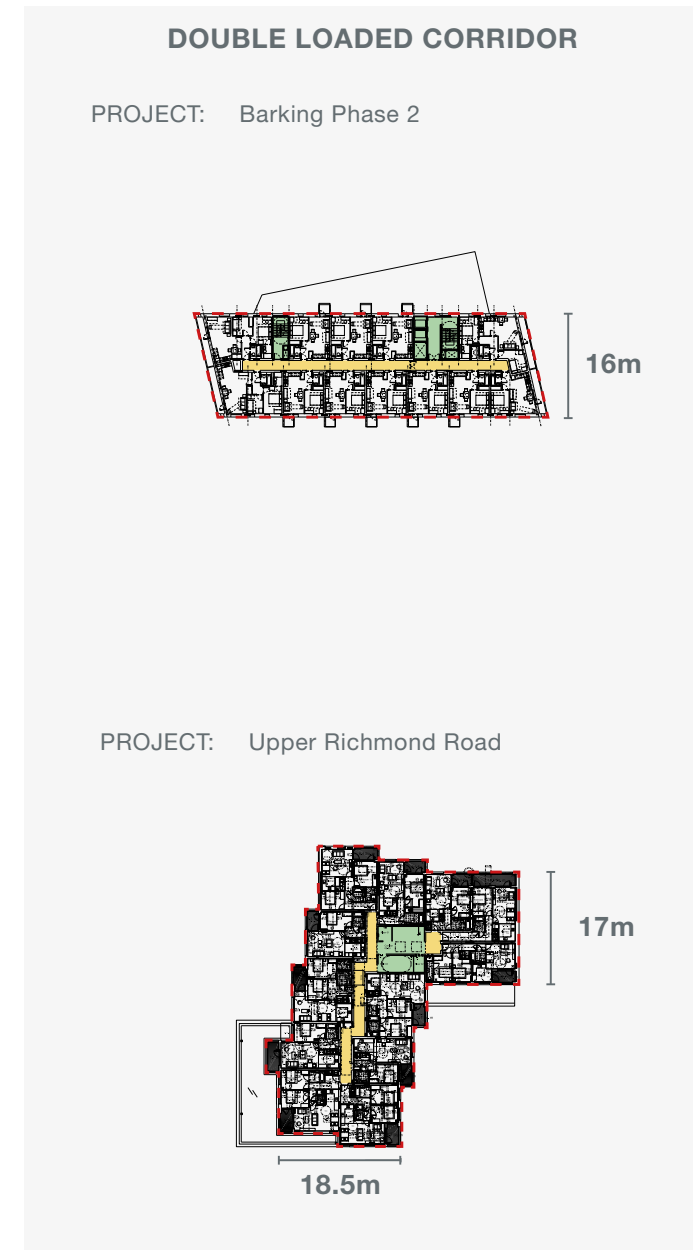 DOUBLE LOADED CORRIDOR
PROJECT: Barking Phase 2
16m
PROJECT: Upper Richmond Road
17m
18.5m